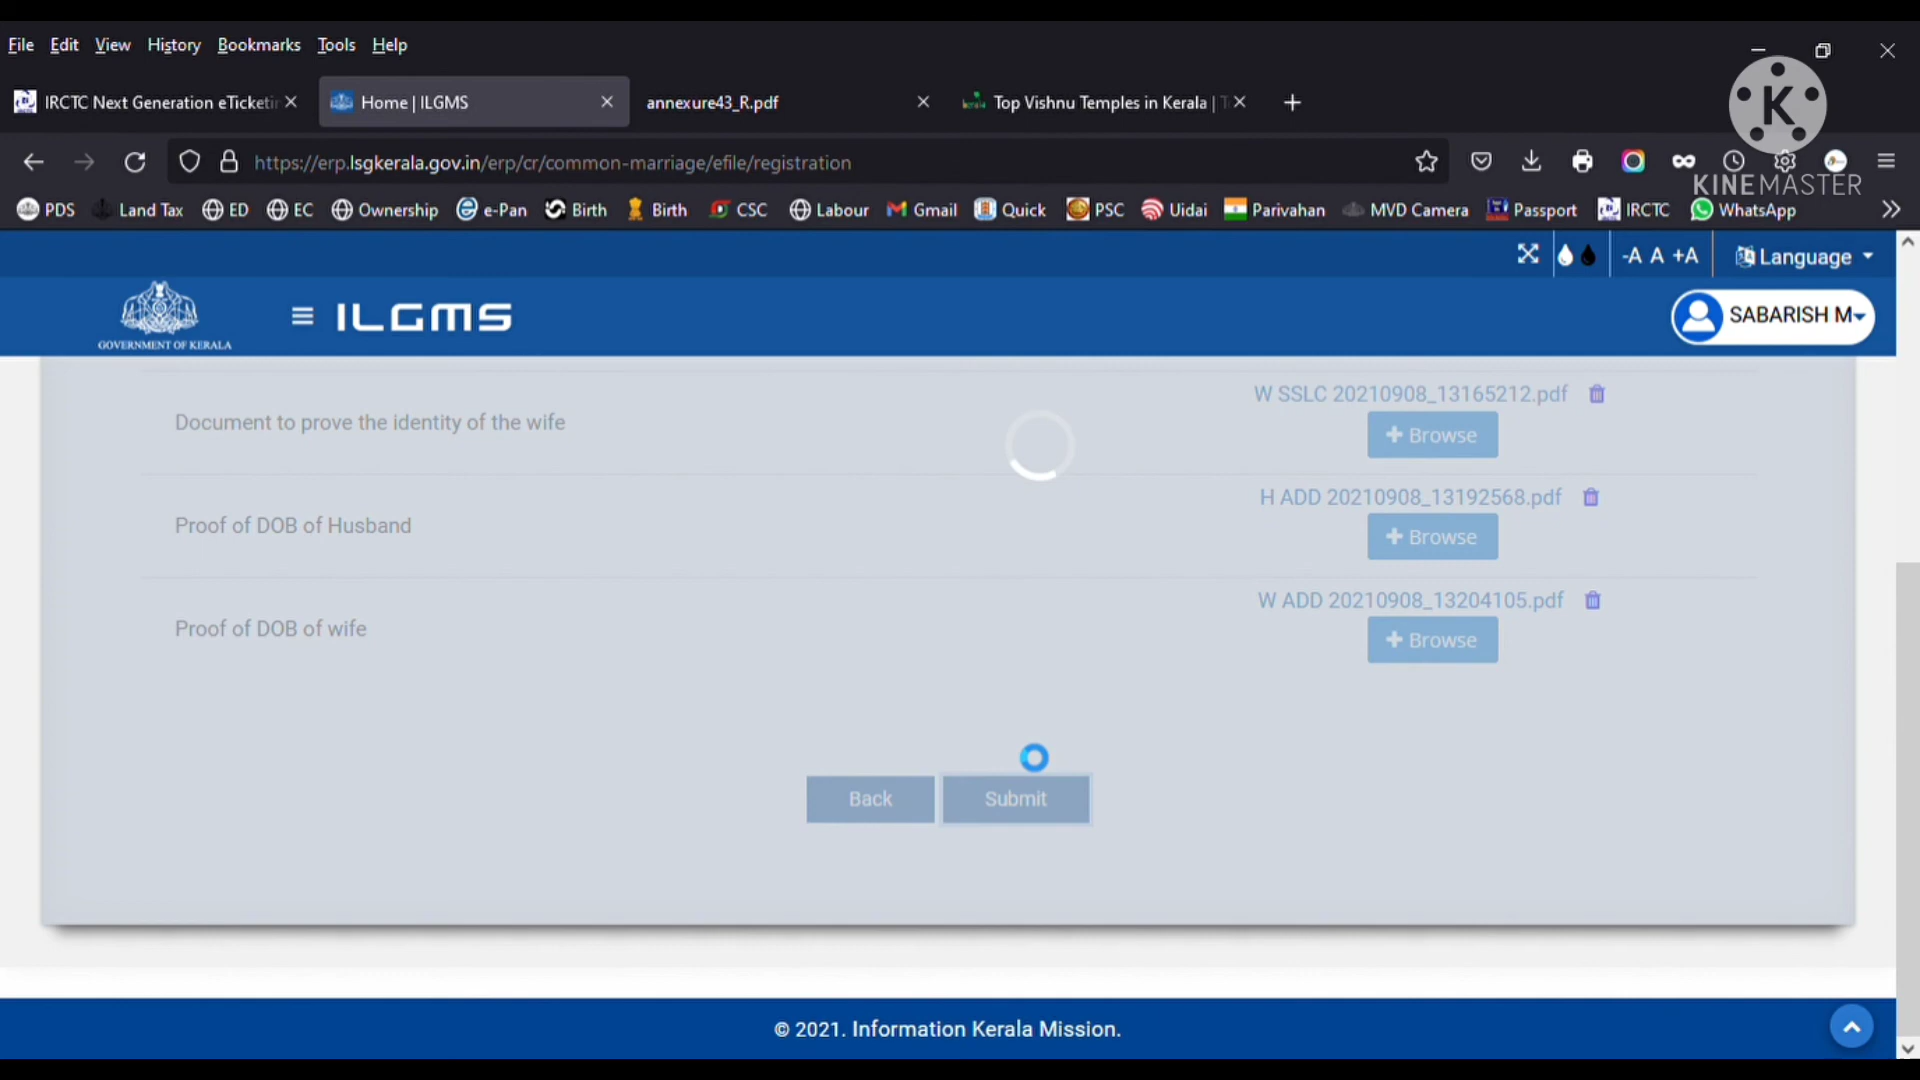 File Edit View History Bookmarks Tools Help
IRCTC Next Generation eTicketin Home | ILGMS annexure43_R.pdf Top Vishnu Temples in Kerala | T
https://erp.lsgkerala.gov.in/erp/cr/common-marriage/efile/registration
KINEMASTER
PDS Land Tax ED EC Ownership e-Pan Birth Birth CSC Labour Gmail Quick PSC Uidai Parivahan MVD Camera Passport IRCTC WhatsApp
-A A +A Language
GOVERNMENT OF KERALA ILGMS SABARISH M
W SSLC 20210908_13165212.pdf
Document to prove the identity of the wife
+ Browse
H ADD 20210908_13192568.pdf
Proof of DOB of Husband
+ Browse
W ADD 20210908_13204105.pdf
Proof of DOB of wife
+ Browse
Back Submit
© 2021. Information Kerala Mission.